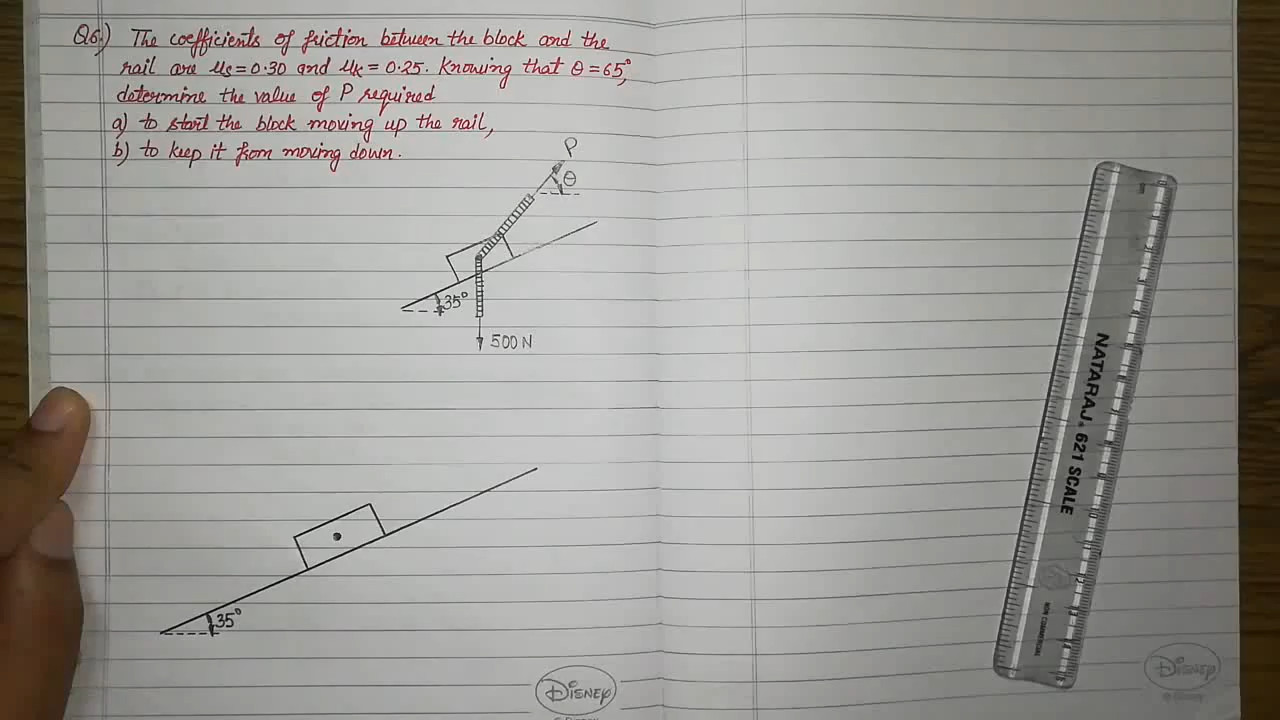 Q6.) The coefficients of friction between the block and the
rail are μs = 0.30 and μk = 0.25. Knowing that θ = 65°,
determine the value of P required
a) to start the block moving up the rail,
b) to keep it from moving down.
P
θ
35°
500 N
35°
NATARAJ 621 SCALE
DISNEY
DISNEY